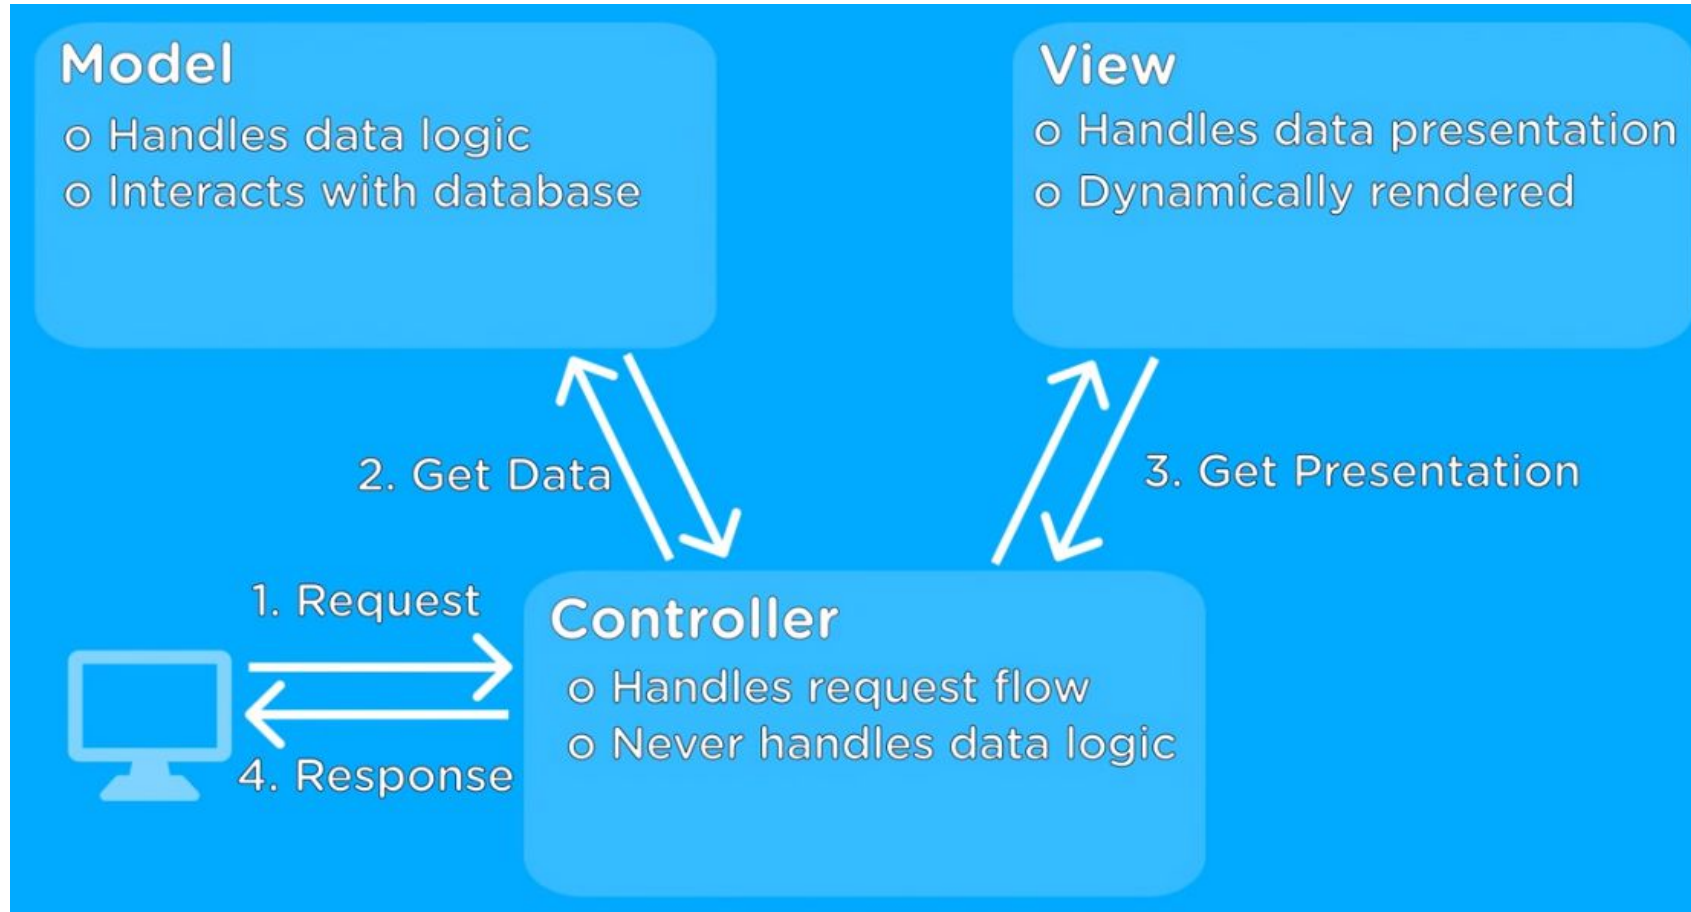 Model
o Handles data logic
o Interacts with database
View
o Handles data presentation
o Dynamically rendered
2. Get Data
3. Get Presentation
1. Request
4. Response
Controller
o Handles request flow
o Never handles data logic